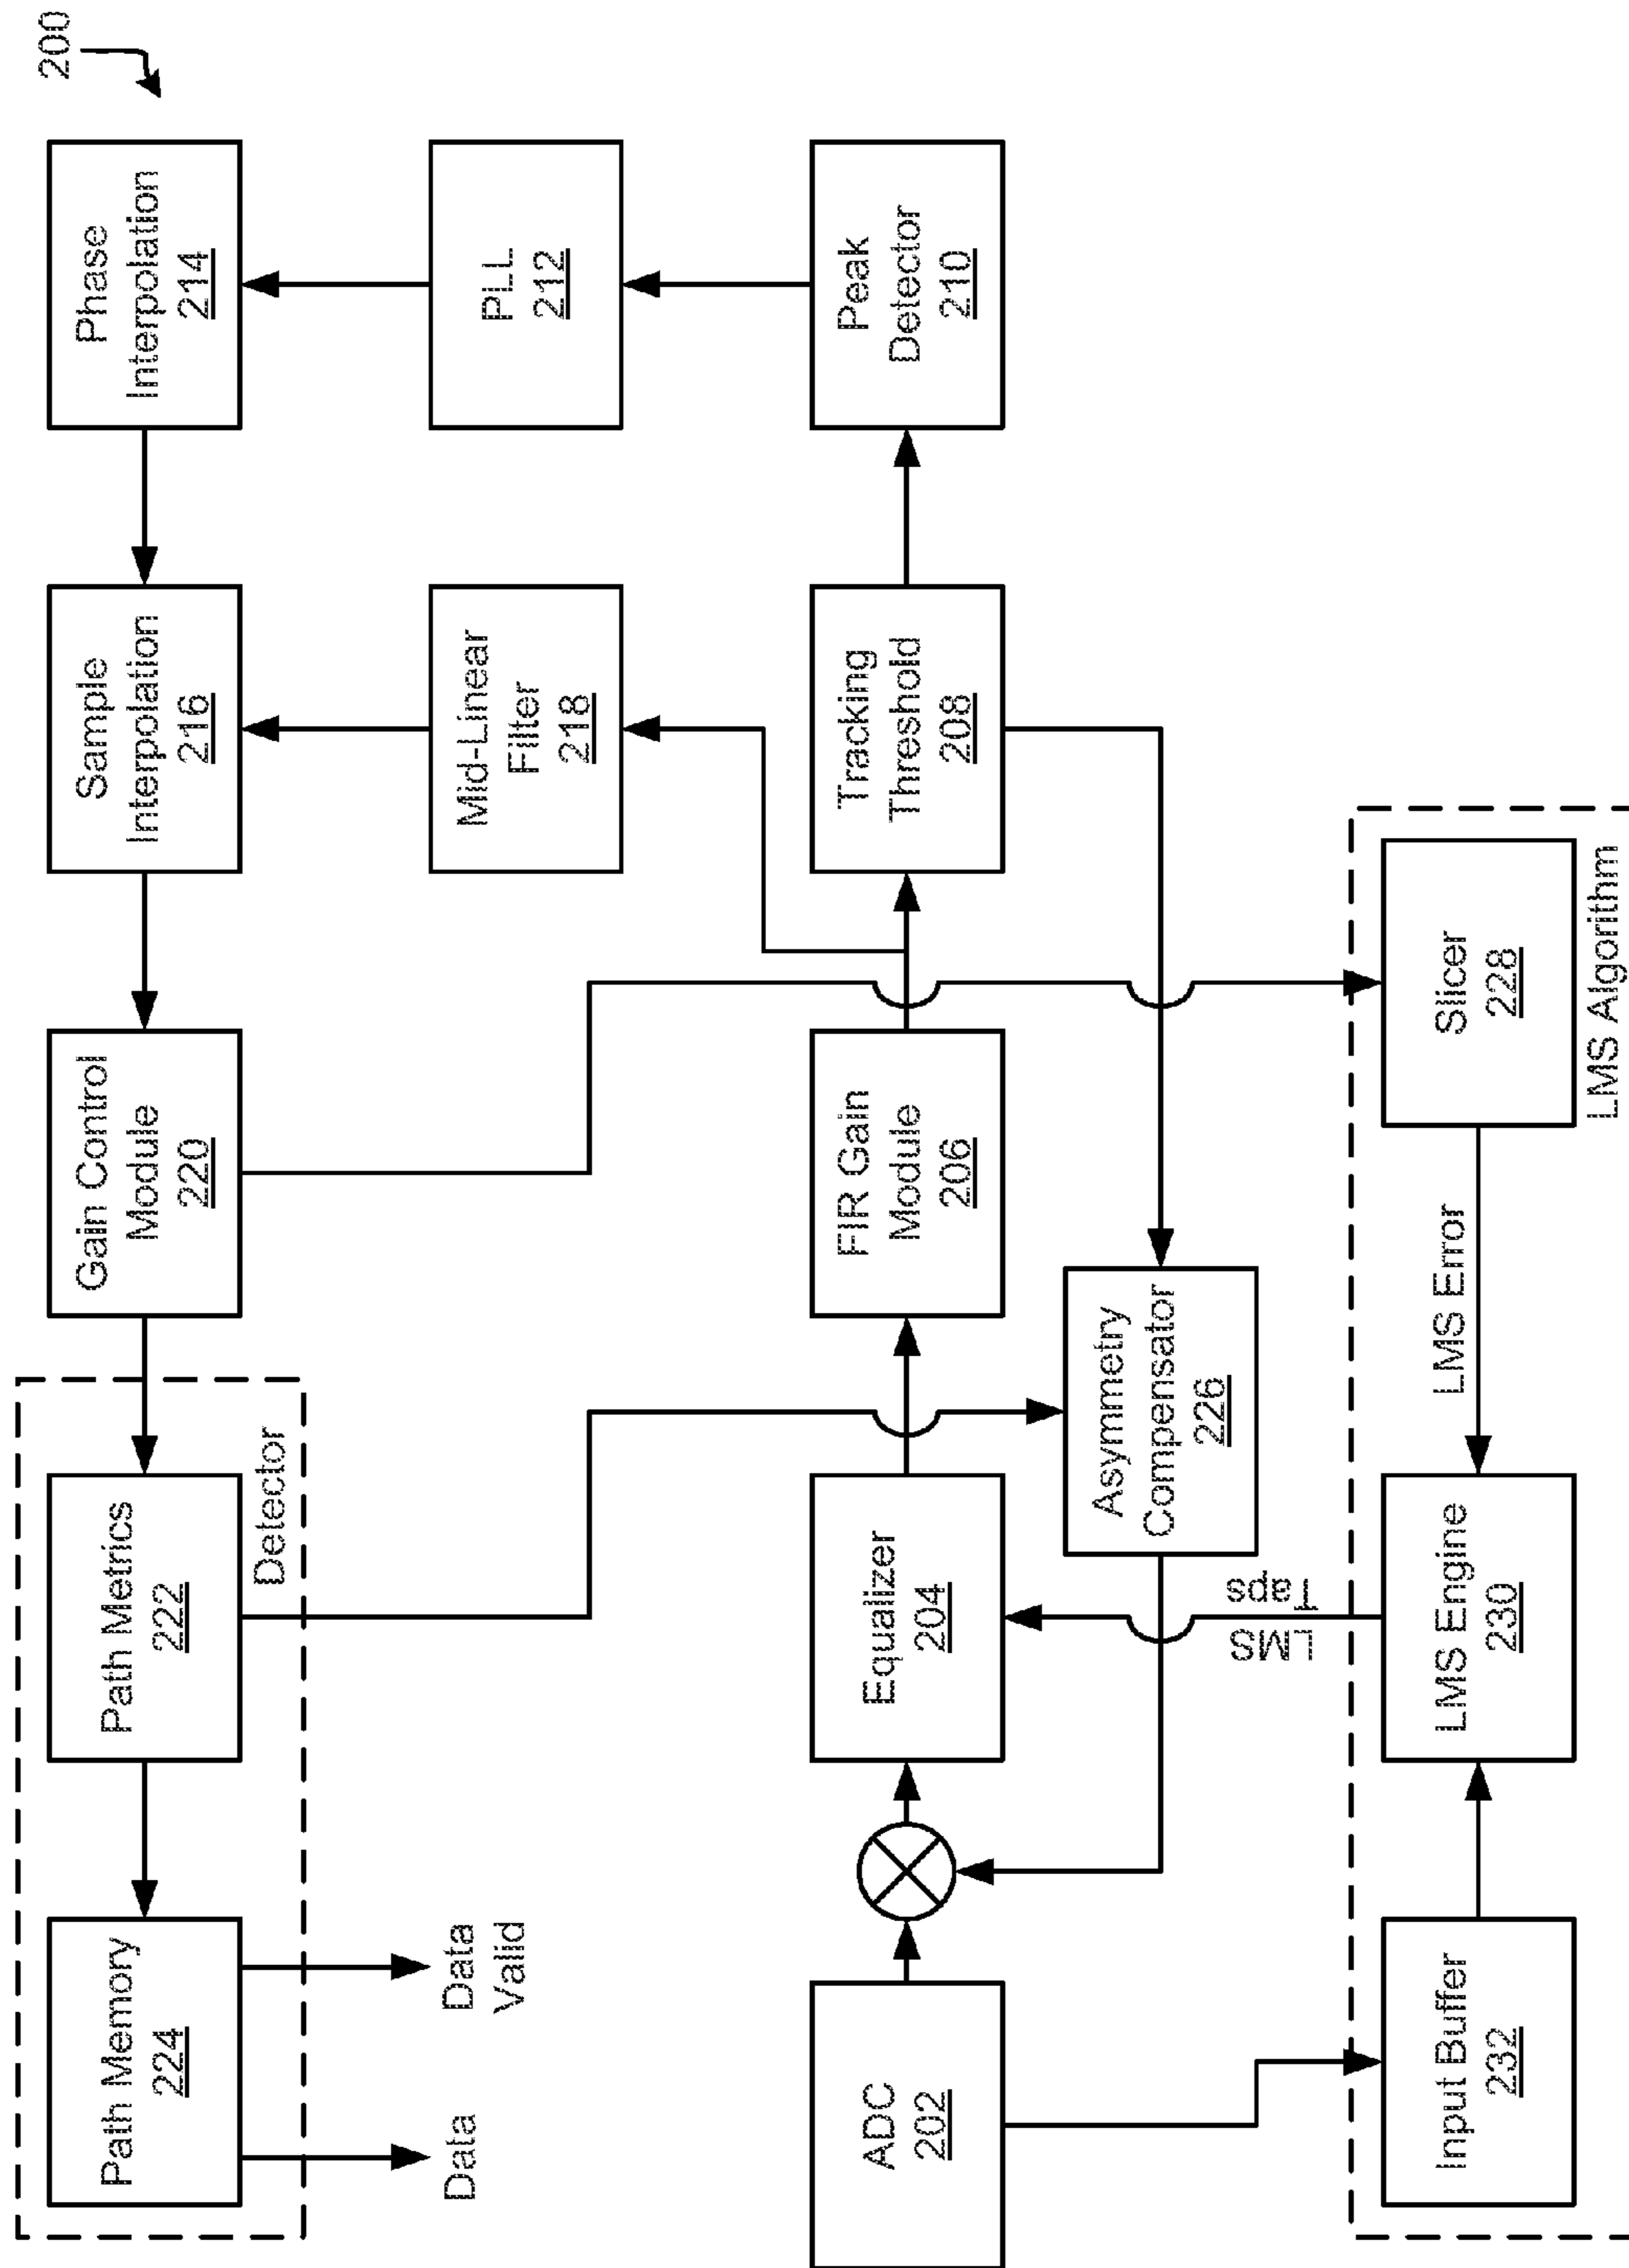 200
Path Memory
224
Path Metrics
222
Gain Control
Module
220
Sample
Interpolation
216
Phase
Interpolation
214
Detector
Data
Data
Valid
Mid-Linear
Filter
218
PLL
212
ADC
202
Equalizer
204
FIR Gain
Module
206
Tracking
Threshold
208
Peak
Detector
210
Asymmetry
Compensator
226
LMS
Taps
LMS Error
Input Buffer
232
LMS Engine
230
Slicer
228
LMS Algorithm